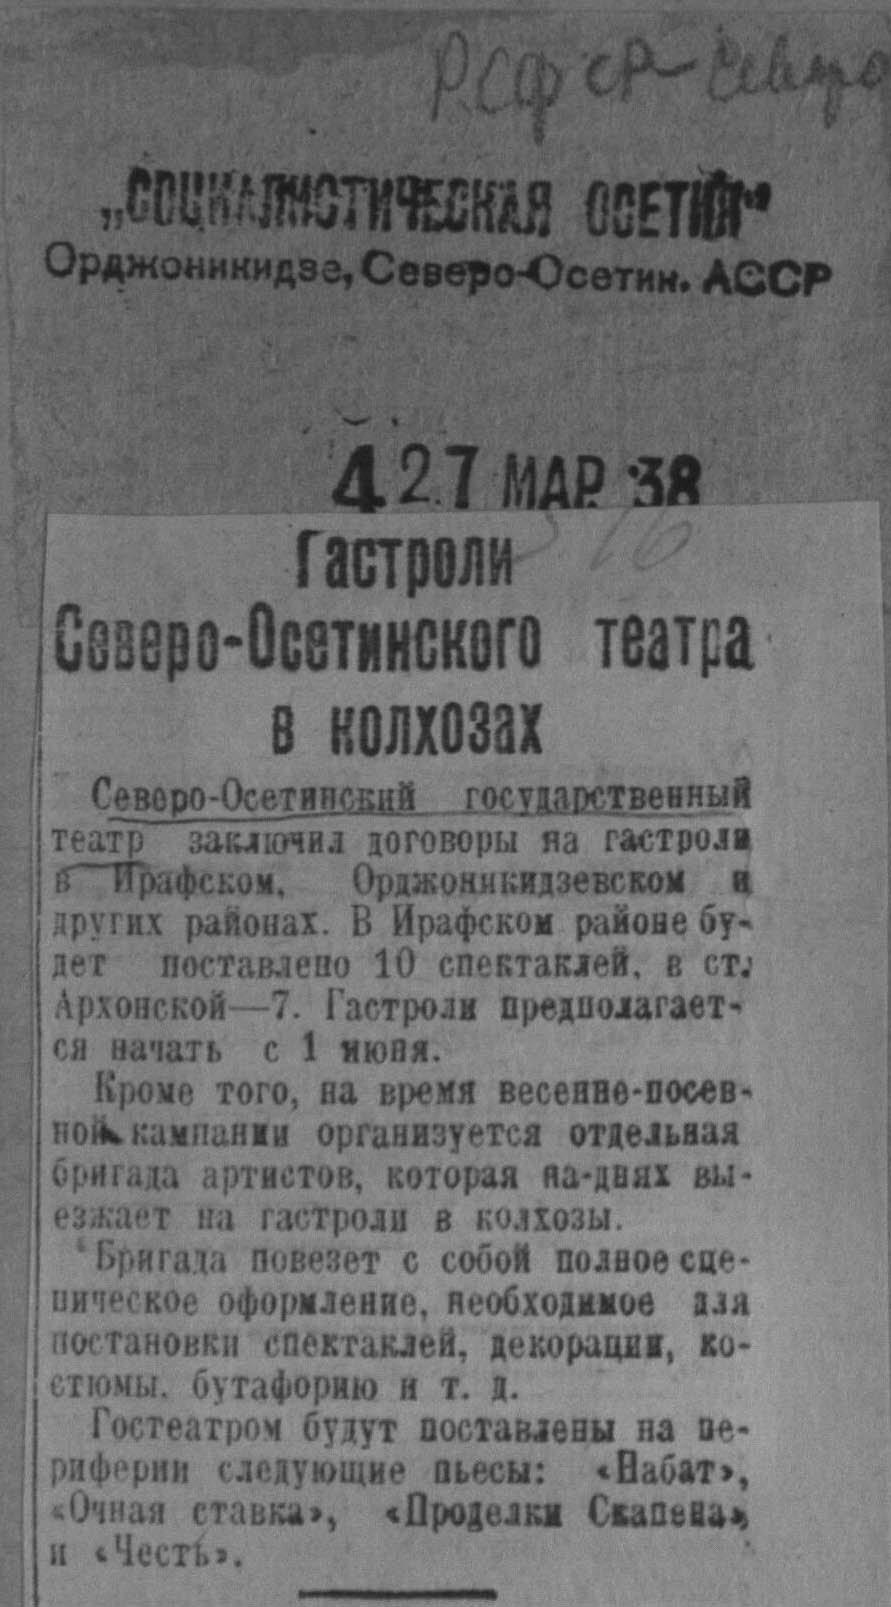 РСФСР-Север
„СОЦИАЛИСТИЧЕСКАЯ ОСЕТИЯ"
Орджоникидзе, Северо-Осетин. АССР
4 27 МАР. 38
16
Гастроли
Северо-Осетинского театра
в колхозах
Северо-Осетинский государственный
театр заключил договоры на гастроли
в Ирафском, Орджоникидзевском и
других районах. В Ирафском районе бу-
дет поставлено 10 спектаклей, в ст.
Архонской—7. Гастроли предполагает-
ся начать с 1 июня.
Кроме того, на время весенне-посев-
ной кампании организуется отдельная
бригада артистов, которая на-днях вы-
езжает на гастроли в колхозы.
Бригада повезет с собой полное сце-
ническое оформление, необходимое для
постановки спектаклей, декорации, ко-
стюмы, бутафорию и т. д.
Гостеатром будут поставлены на пе-
риферии следующие пьесы: «Набат»,
«Очная ставка», «Проделки Скапена»,
и «Честь».